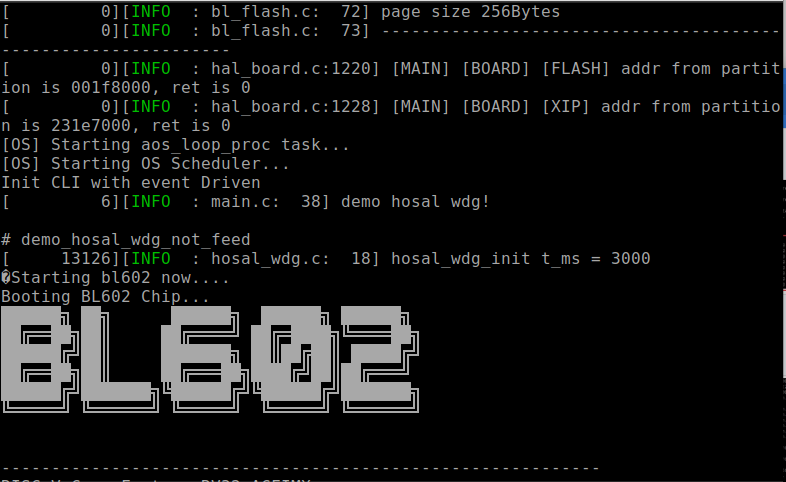 [         0][INFO  : bl_flash.c:  72] page size 256Bytes
[         0][INFO  : bl_flash.c:  73] ----------------------------------------
-----------------------
[         0][INFO  : hal_board.c:1220] [MAIN] [BOARD] [FLASH] addr from partit
ion is 001f8000, ret is 0
[         0][INFO  : hal_board.c:1228] [MAIN] [BOARD] [XIP] addr from partitio
n is 231e7000, ret is 0
[OS] Starting aos_loop_proc task...
[OS] Starting OS Scheduler...
Init CLI with event Driven
[         6][INFO  : main.c:  38] demo hosal wdg!
# demo_hosal_wdg_not_feed
[     13126][INFO  : hosal_wdg.c:  18] hosal_wdg_init t_ms = 3000
�Starting bl602 now....
Booting BL602 Chip...
BL602
------------------------------------------------------------